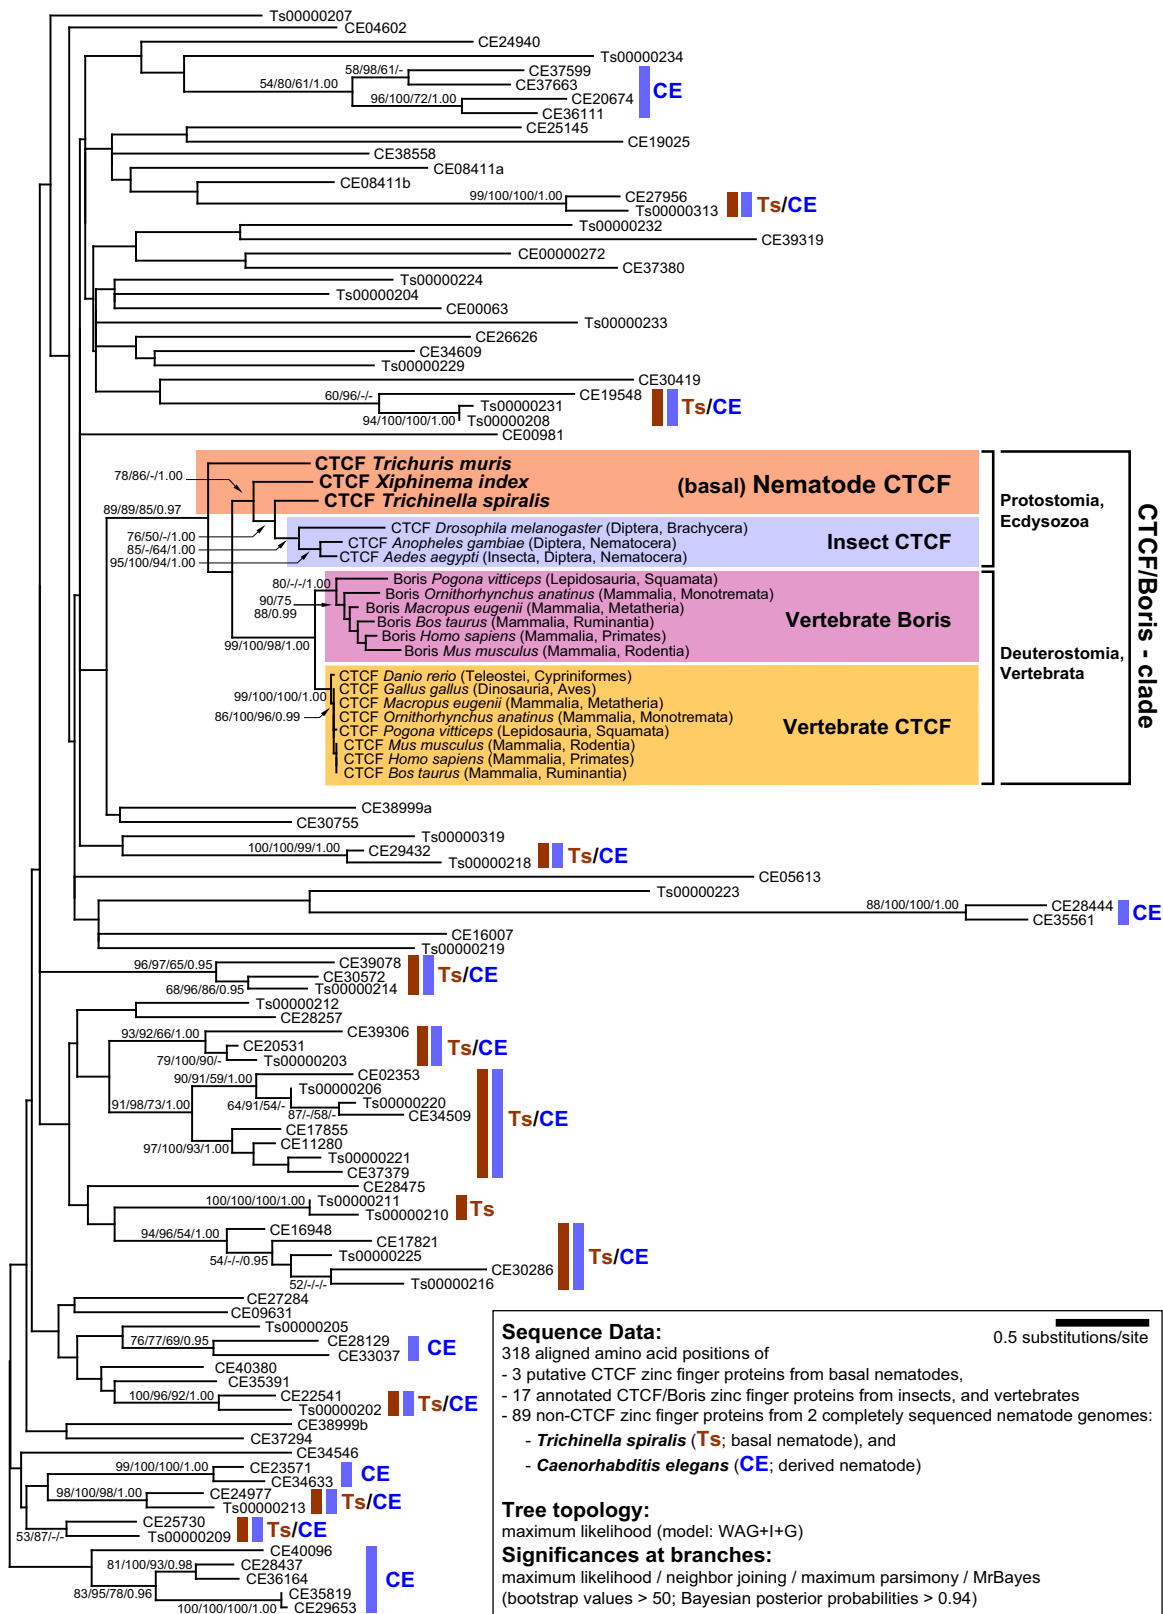 Ts00000207
CE04602
CE24940
Ts00000234
58/98/61/-
CE37599
54/80/61/1.00
CE37663
CE
96/100/72/1.00
CE20674
CE36111
CE25145
CE19025
CE38558
CE08411a
CE08411b
99/100/100/1.00
CE27956
Ts/CE
Ts00000313
Ts00000232
CE39319
CE00000272
CE37380
Ts00000224
Ts00000204
CE00063
Ts00000233
CE26626
CE34609
Ts00000229
CE30419
60/96/-/-
CE19548
Ts00000231
Ts/CE
94/100/100/1.00
Ts00000208
CE00981
CTCF Trichuris muris
78/86/-/1.00
CTCF Xiphinema index
(basal) Nematode CTCF
CTCF Trichinella spiralis
Protostomia,
Ecdysozoa
89/89/85/0.97
76/50/-/1.00
85/-/64/1.00
95/100/94/1.00
CTCF Drosophila melanogaster (Diptera, Brachycera)
CTCF Anopheles gambiae (Diptera, Nematocera)
Insect CTCF
CTCF Aedes aegypti (Insecta, Diptera, Nematocera)
CTCF/Boris - clade
80/-/-/1.00
Boris Pogona vitticeps (Lepidosauria, Squamata)
90/75
88/0.99
Boris Ornithorhynchus anatinus (Mammalia, Monotremata)
Boris Macropus eugenii (Mammalia, Metatheria)
Boris Bos taurus (Mammalia, Ruminantia)
Vertebrate Boris
Boris Homo sapiens (Mammalia, Primates)
Boris Mus musculus (Mammalia, Rodentia)
99/100/98/1.00
Deuterostomia,
Vertebrata
CTCF Danio rerio (Teleostei, Cypriniformes)
CTCF Gallus gallus (Dinosauria, Aves)
99/100/100/1.00
CTCF Macropus eugenii (Mammalia, Metatheria)
86/100/96/0.99
CTCF Ornithorhynchus anatinus (Mammalia, Monotremata)
CTCF Pogona vitticeps (Lepidosauria, Squamata)
Vertebrate CTCF
CTCF Mus musculus (Mammalia, Rodentia)
CTCF Homo sapiens (Mammalia, Primates)
CTCF Bos taurus (Mammalia, Ruminantia)
CE38999a
CE30755
Ts00000319
100/100/99/1.00
CE29432
Ts/CE
Ts00000218
CE05613
Ts00000223
88/100/100/1.00
CE28444
CE
CE35561
CE16007
Ts00000219
96/97/65/0.95
CE39078
CE30572
Ts/CE
68/96/86/0.95
Ts00000214
Ts00000212
CE28257
93/92/66/1.00
CE39306
CE20531
Ts/CE
79/100/90/-
Ts00000203
90/91/59/1.00
CE02353
Ts00000206
64/91/54/-
Ts00000220
91/98/73/1.00
87/-/58/-
CE34509
Ts/CE
CE17855
97/100/93/1.00
CE11280
Ts00000221
CE37379
CE28475
100/100/100/1.00
Ts00000211
Ts
Ts00000210
94/96/54/1.00
CE16948
CE17821
54/-/-/0.95
Ts00000225
Ts/CE
CE30286
52/-/-/-
Ts00000216
CE27284
CE09631
Ts00000205
76/77/69/0.95
CE28129
CE
CE33037
CE40380
CE35391
100/96/92/1.00
CE22541
Ts/CE
Ts00000202
CE38999b
CE37294
CE34546
99/100/100/1.00
CE23571
CE
CE34633
98/100/98/1.00
CE24977
Ts/CE
Ts00000213
CE25730
Ts/CE
53/87/-/-
Ts00000209
CE40096
81/100/93/0.98
CE28437
CE36164
CE
83/95/78/0.96
CE35819
100/100/100/1.00
CE29653
Sequence Data:
0.5 substitutions/site
318 aligned amino acid positions of
- 3 putative CTCF zinc finger proteins from basal nematodes,
- 17 annotated CTCF/Boris zinc finger proteins from insects, and vertebrates
- 89 non-CTCF zinc finger proteins from 2 completely sequenced nematode genomes:
- Trichinella spiralis (Ts; basal nematode), and
- Caenorhabditis elegans (CE; derived nematode)
Tree topology:
maximum likelihood (model: WAG+I+G)
Significances at branches:
maximum likelihood / neighbor joining / maximum parsimony / MrBayes
(bootstrap values > 50; Bayesian posterior probabilities > 0.94)